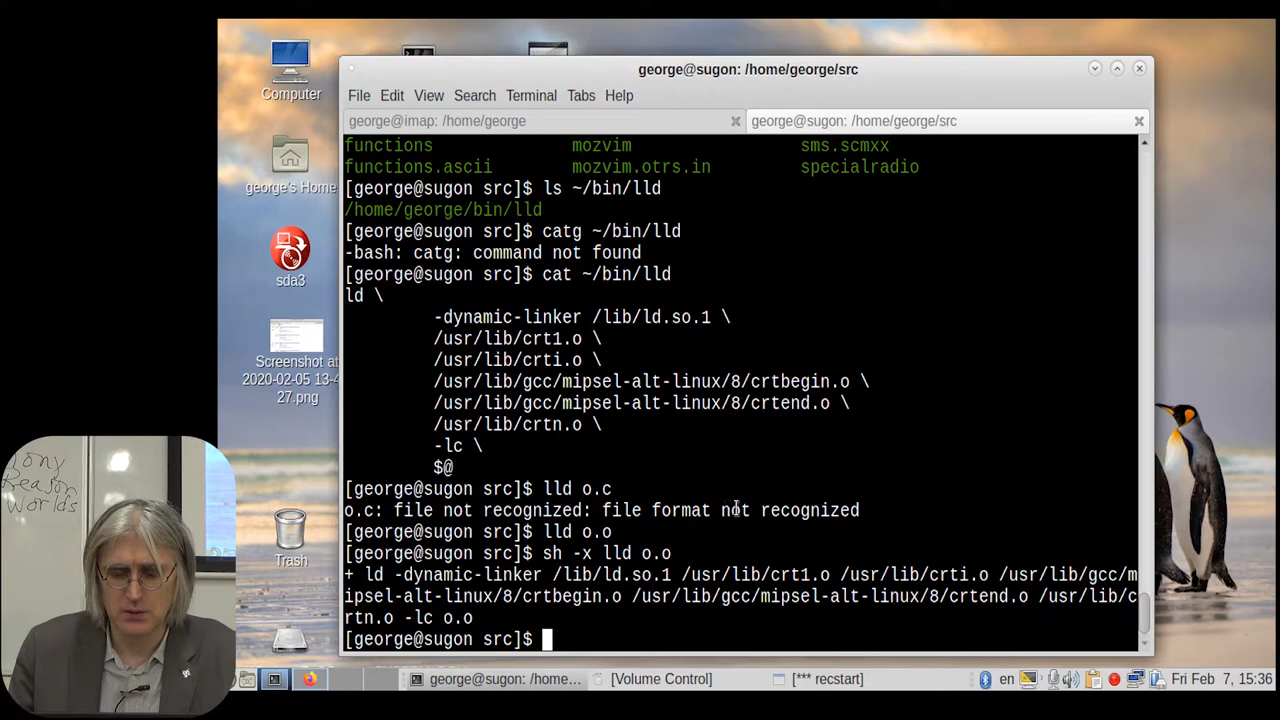 george@sugon: /home/george/src
File Edit View Search Terminal Tabs Help
george@imap: /home/george
george@sugon: /home/george/src
functions mozvim sms.scmxx
functions.ascii mozvim.otrs.in specialradio
[george@sugon src]$ ls ~/bin/lld
/home/george/bin/lld
[george@sugon src]$ catg ~/bin/lld
-bash: catg: command not found
[george@sugon src]$ cat ~/bin/lld
ld \
-dynamic-linker /lib/ld.so.1 \
/usr/lib/crt1.o \
/usr/lib/crti.o \
/usr/lib/gcc/mipsel-alt-linux/8/crtbegin.o \
/usr/lib/gcc/mipsel-alt-linux/8/crtend.o \
/usr/lib/crtn.o \
-lc \
$@
[george@sugon src]$ lld o.c
o.c: file not recognized: file format not recognized
[george@sugon src]$ lld o.o
[george@sugon src]$ sh -x lld o.o
+ ld -dynamic-linker /lib/ld.so.1 /usr/lib/crt1.o /usr/lib/crti.o /usr/lib/gcc/m
ipsel-alt-linux/8/crtbegin.o /usr/lib/gcc/mipsel-alt-linux/8/crtend.o /usr/lib/c
rtn.o -lc o.o
[george@sugon src]$
Computer
george's Home
sda3
Screenshot at
2020-02-05 13-4
27.png
Trash
Tony
Reason
Worlds
george@sugon: /home...
[Volume Control]
[*** recstart]
en
Fri Feb 7, 15:36